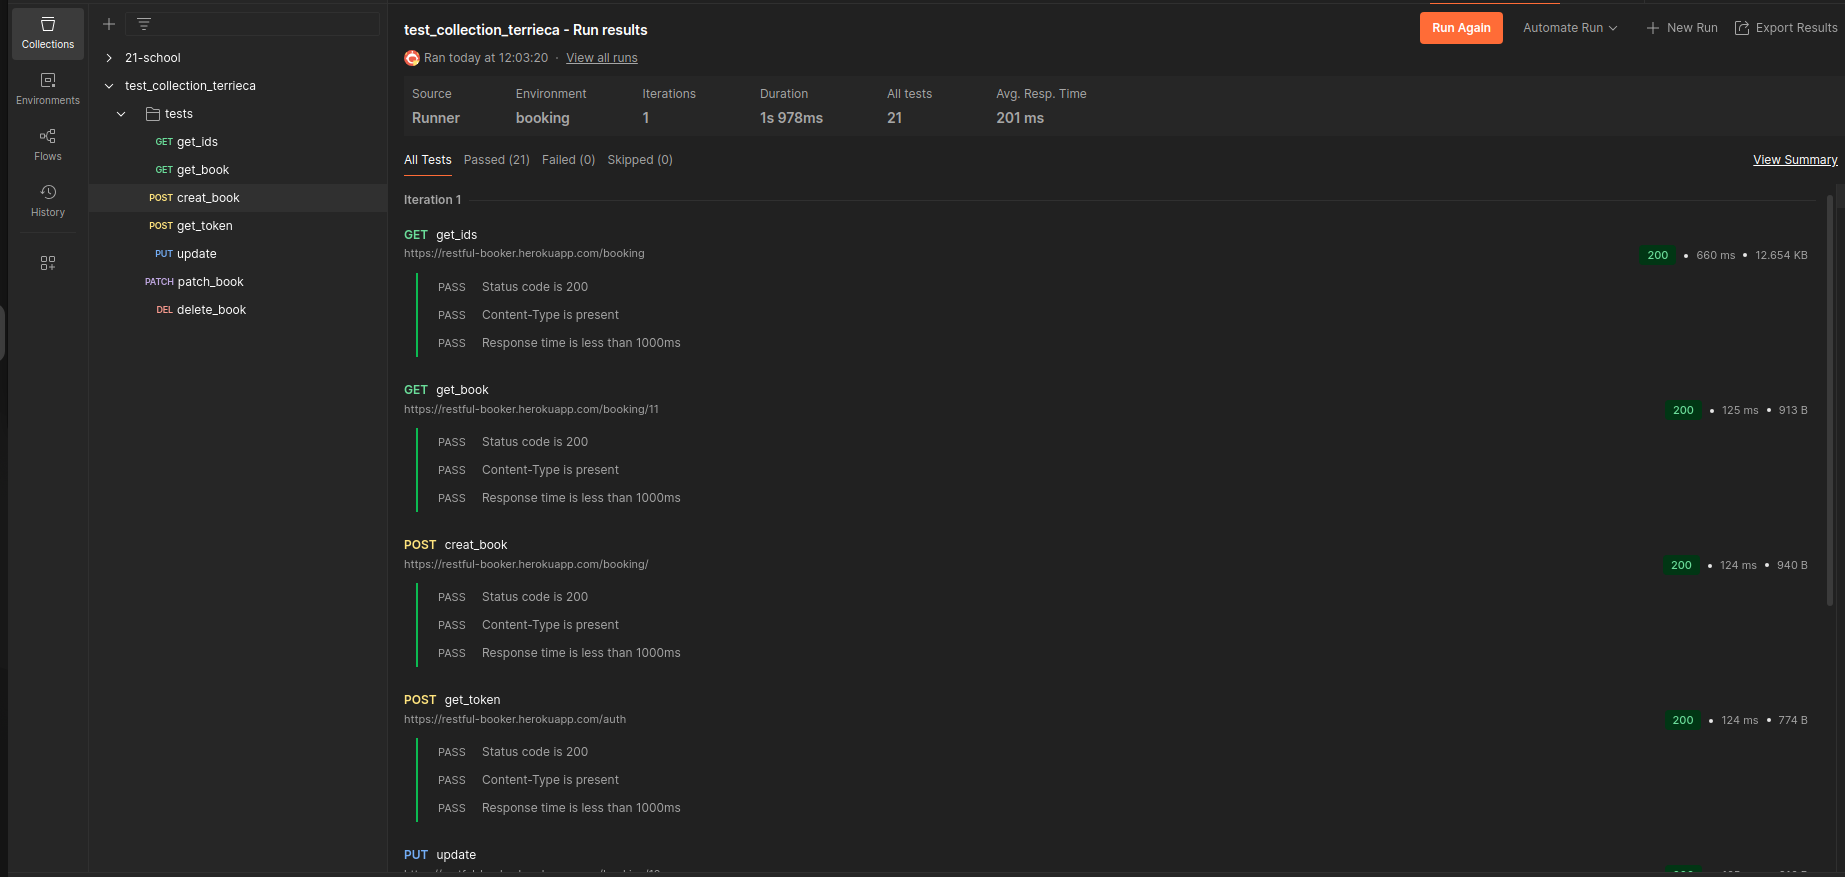 Collections
Environments
Flows
History
21-school
test_collection_terrieca
tests
GET get_ids
GET get_book
POST creat_book
POST get_token
PUT update
PATCH patch_book
DEL delete_book
test_collection_terrieca - Run results
Run Again
Automate Run
New Run
Export Results
Ran today at 12:03:20 · View all runs
Source Environment Iterations Duration All tests Avg. Resp. Time
Runner booking 1 1s 978ms 21 201 ms
All Tests Passed (21) Failed (0) Skipped (0) View Summary
Iteration 1
GET get_ids
https://restful-booker.herokuapp.com/booking 200 • 660 ms • 12.654 KB
PASS Status code is 200
PASS Content-Type is present
PASS Response time is less than 1000ms
GET get_book
https://restful-booker.herokuapp.com/booking/11 200 • 125 ms • 913 B
PASS Status code is 200
PASS Content-Type is present
PASS Response time is less than 1000ms
POST creat_book
https://restful-booker.herokuapp.com/booking/ 200 • 124 ms • 940 B
PASS Status code is 200
PASS Content-Type is present
PASS Response time is less than 1000ms
POST get_token
https://restful-booker.herokuapp.com/auth 200 • 124 ms • 774 B
PASS Status code is 200
PASS Content-Type is present
PASS Response time is less than 1000ms
PUT update